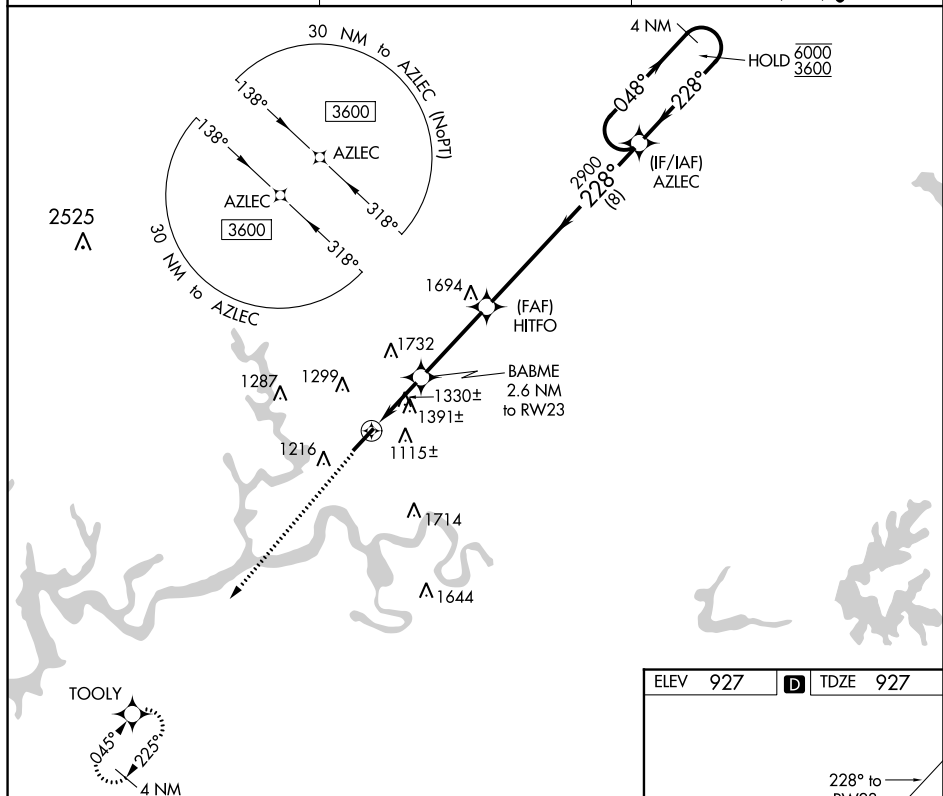 30 NM to AZLEC (NoPT)
138°
3600
AZLEC
318°
138°
AZLEC
3600
318°
30 NM to AZLEC
4 NM
HOLD 6000
3600
048°
228°
(IF/IAF)
AZLEC
2900
228°
(8)
2525
1694
(FAF)
HITFO
1732
BABME
2.6 NM
to RW23
1287
1299
1330±
1391±
1216
1115±
1714
1644
TOOLY
045°
225°
4 NM
ELEV 927 D TDZE 927
228° to